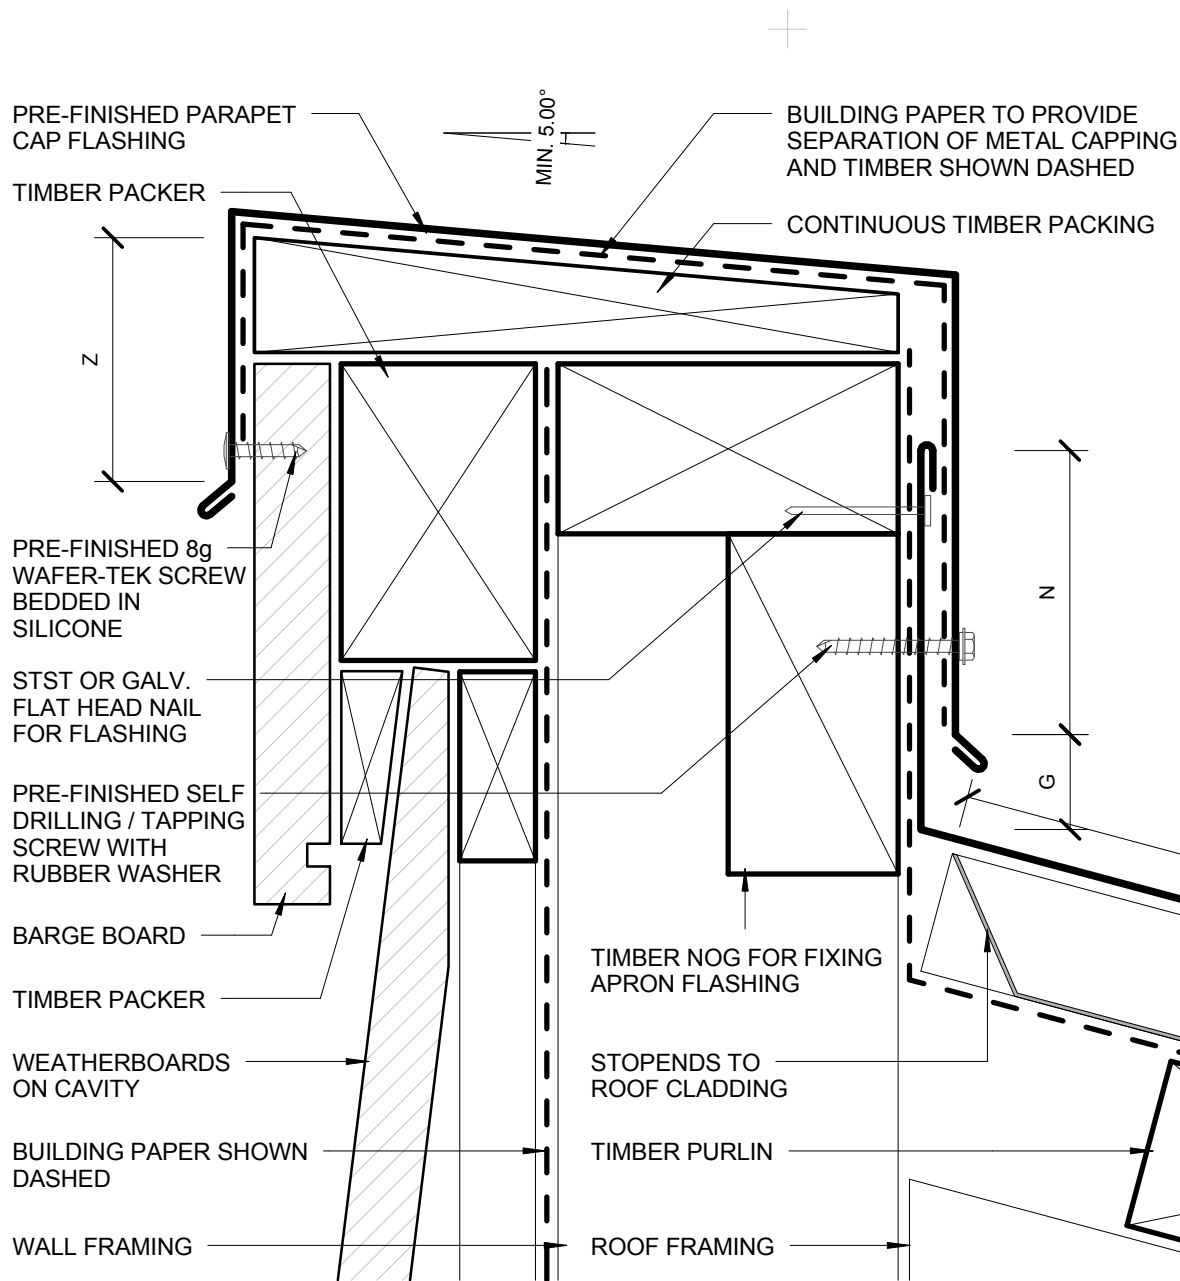 PRE-FINISHED PARAPET
CAP FLASHING
TIMBER PACKER
MIN. 5.00°
BUILDING PAPER TO PROVIDE
SEPARATION OF METAL CAPPING
AND TIMBER SHOWN DASHED
CONTINUOUS TIMBER PACKING
Z
N
G
PRE-FINISHED 8g
WAFER-TEK SCREW
BEDDED IN
SILICONE
STST OR GALV.
FLAT HEAD NAIL
FOR FLASHING
PRE-FINISHED SELF
DRILLING / TAPPING
SCREW WITH
RUBBER WASHER
BARGE BOARD
TIMBER PACKER
WEATHERBOARDS
ON CAVITY
BUILDING PAPER SHOWN
DASHED
WALL FRAMING
TIMBER NOG FOR FIXING
APRON FLASHING
STOPENDS TO
ROOF CLADDING
TIMBER PURLIN
ROOF FRAMING